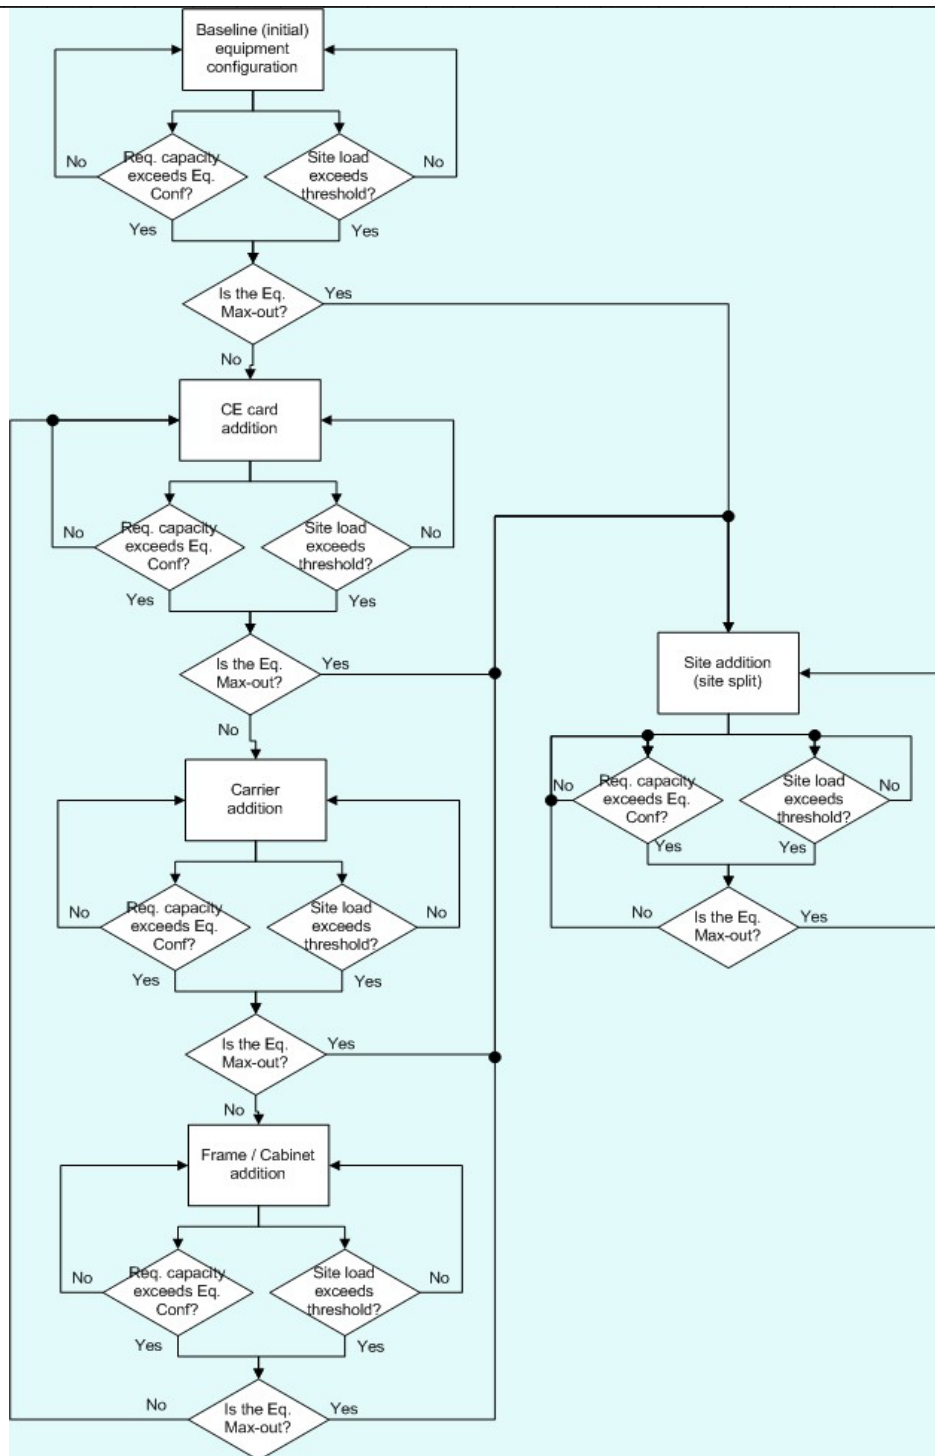 Baseline (initial)
equipment
configuration
No
Req. capacity
exceeds Eq.
Conf?
Site load
exceeds
threshold?
No
Yes
Yes
Is the Eq.
Max-out?
Yes
No
CE card
addition
No
Req. capacity
exceeds Eq.
Conf?
Site load
exceeds
threshold?
No
Yes
Yes
Is the Eq.
Max-out?
Yes
No
Carrier
addition
No
Req. capacity
exceeds Eq.
Conf?
Site load
exceeds
threshold?
No
Yes
Yes
Is the Eq.
Max-out?
Yes
No
Frame / Cabinet
addition
No
Req. capacity
exceeds Eq.
Conf?
Site load
exceeds
threshold?
No
Yes
Yes
No
Is the Eq.
Max-out?
Yes
Site addition
(site split)
No
Req. capacity
exceeds Eq.
Conf?
Site load
exceeds
threshold?
No
Yes
Yes
No
Is the Eq.
Max-out?
Yes